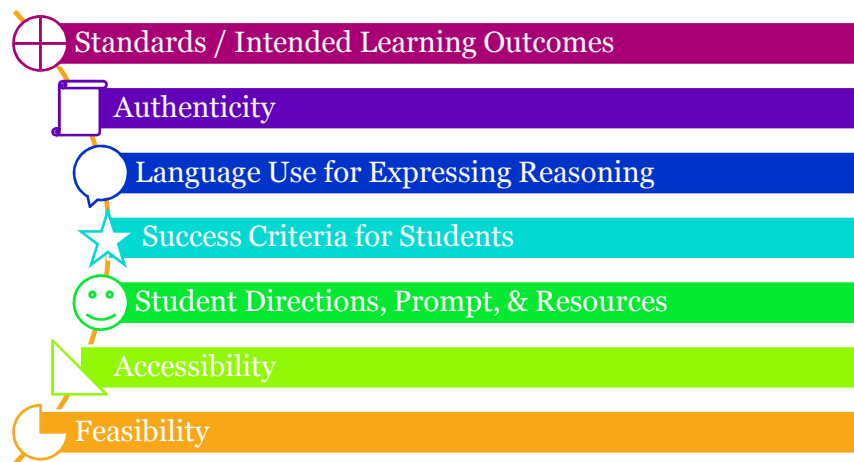 Standards / Intended Learning Outcomes
Authenticity
Language Use for Expressing Reasoning
Success Criteria for Students
Student Directions, Prompt, & Resources
Accessibility
Feasibility